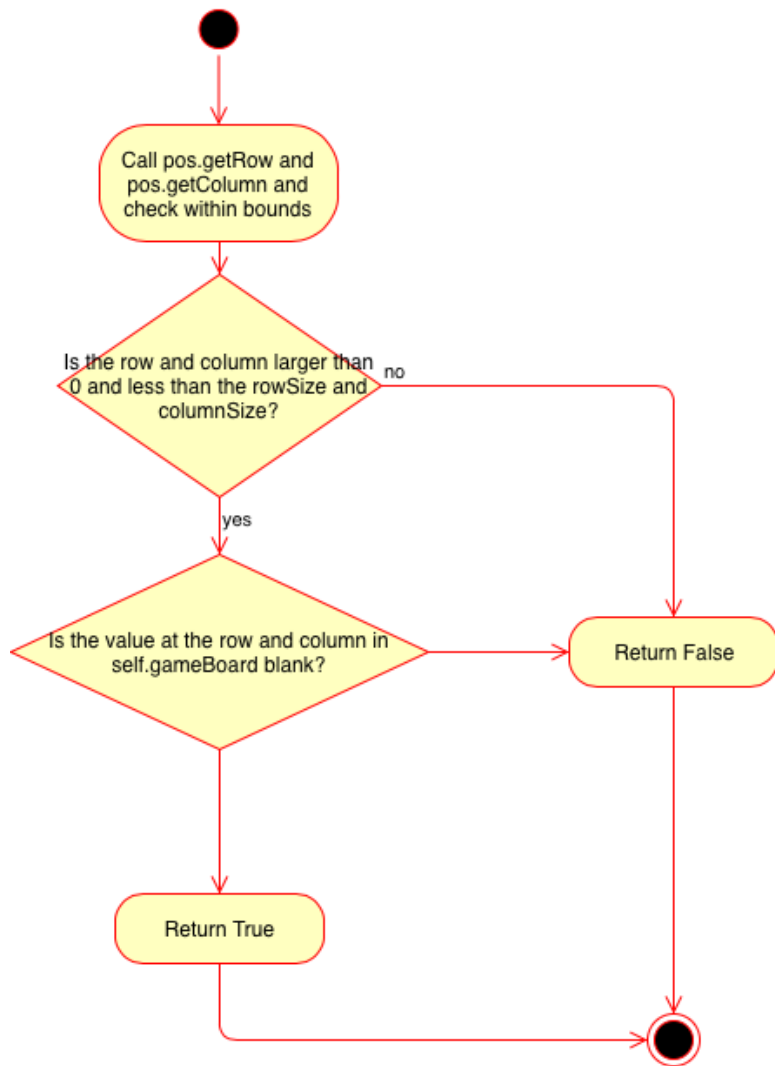 Call pos.getRow and
pos.getColumn and
check within bounds
Is the row and column larger than
0 and less than the rowSize and
columnSize?
no
yes
Is the value at the row and column in
self.gameBoard blank?
Return False
Return True